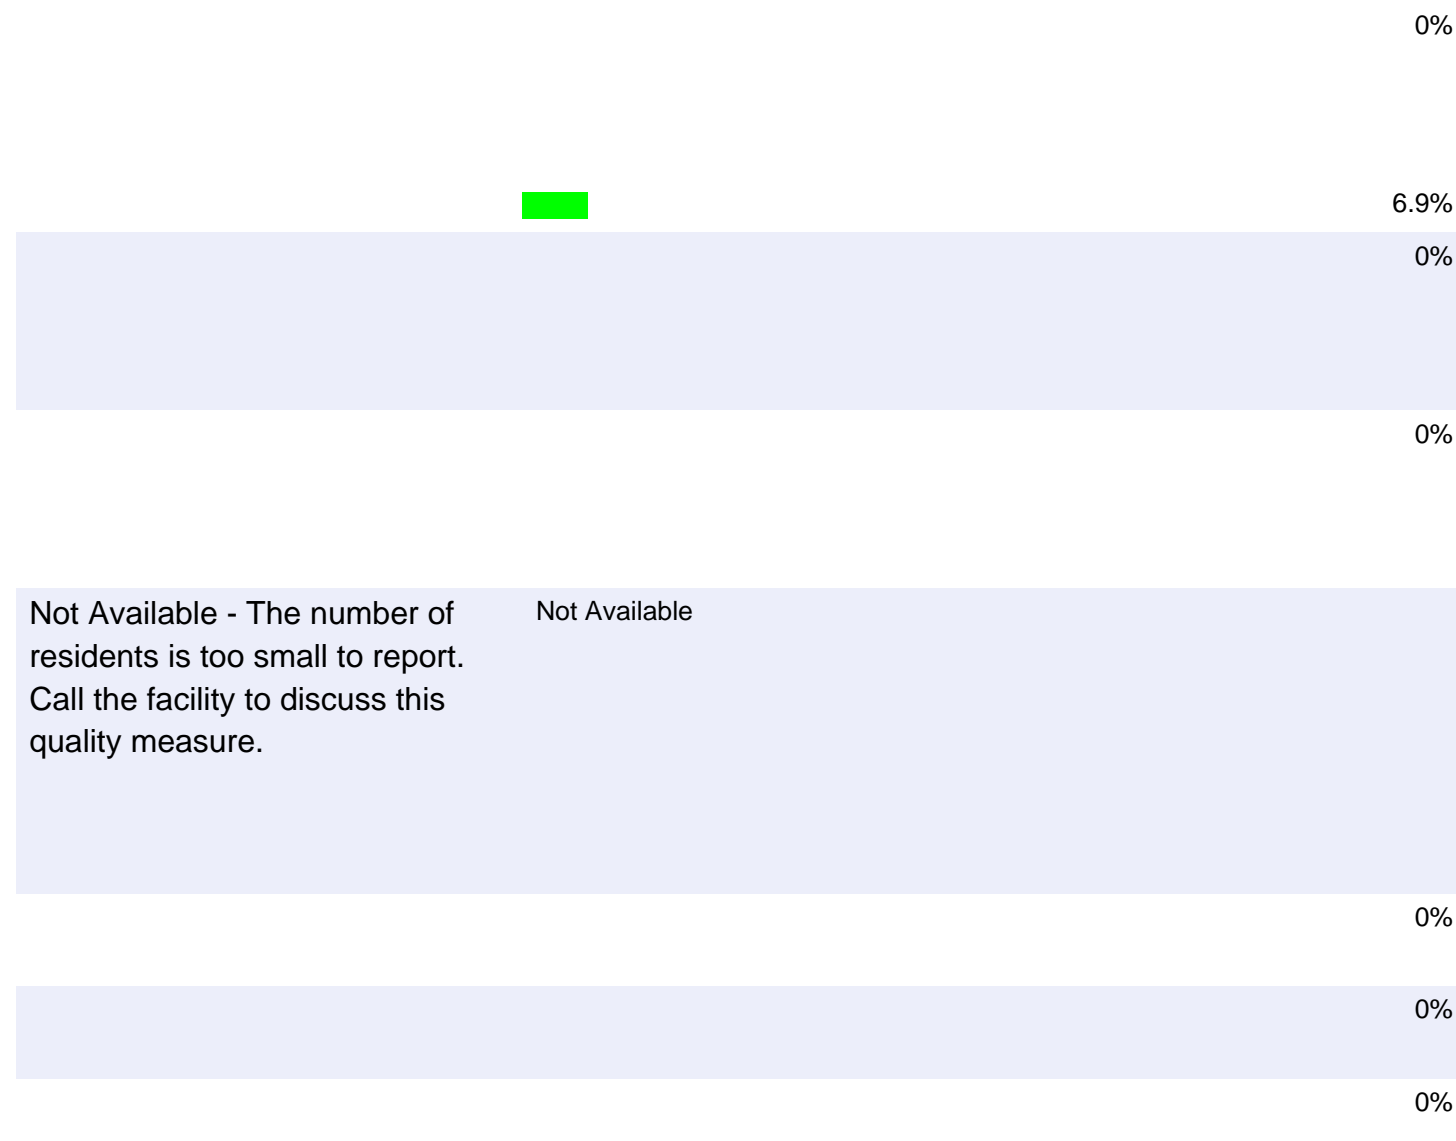 0%
6.9%
0%
0%
Not Available - The number of
residents is too small to report.
Call the facility to discuss this
quality measure.
Not Available
0%
0%
0%